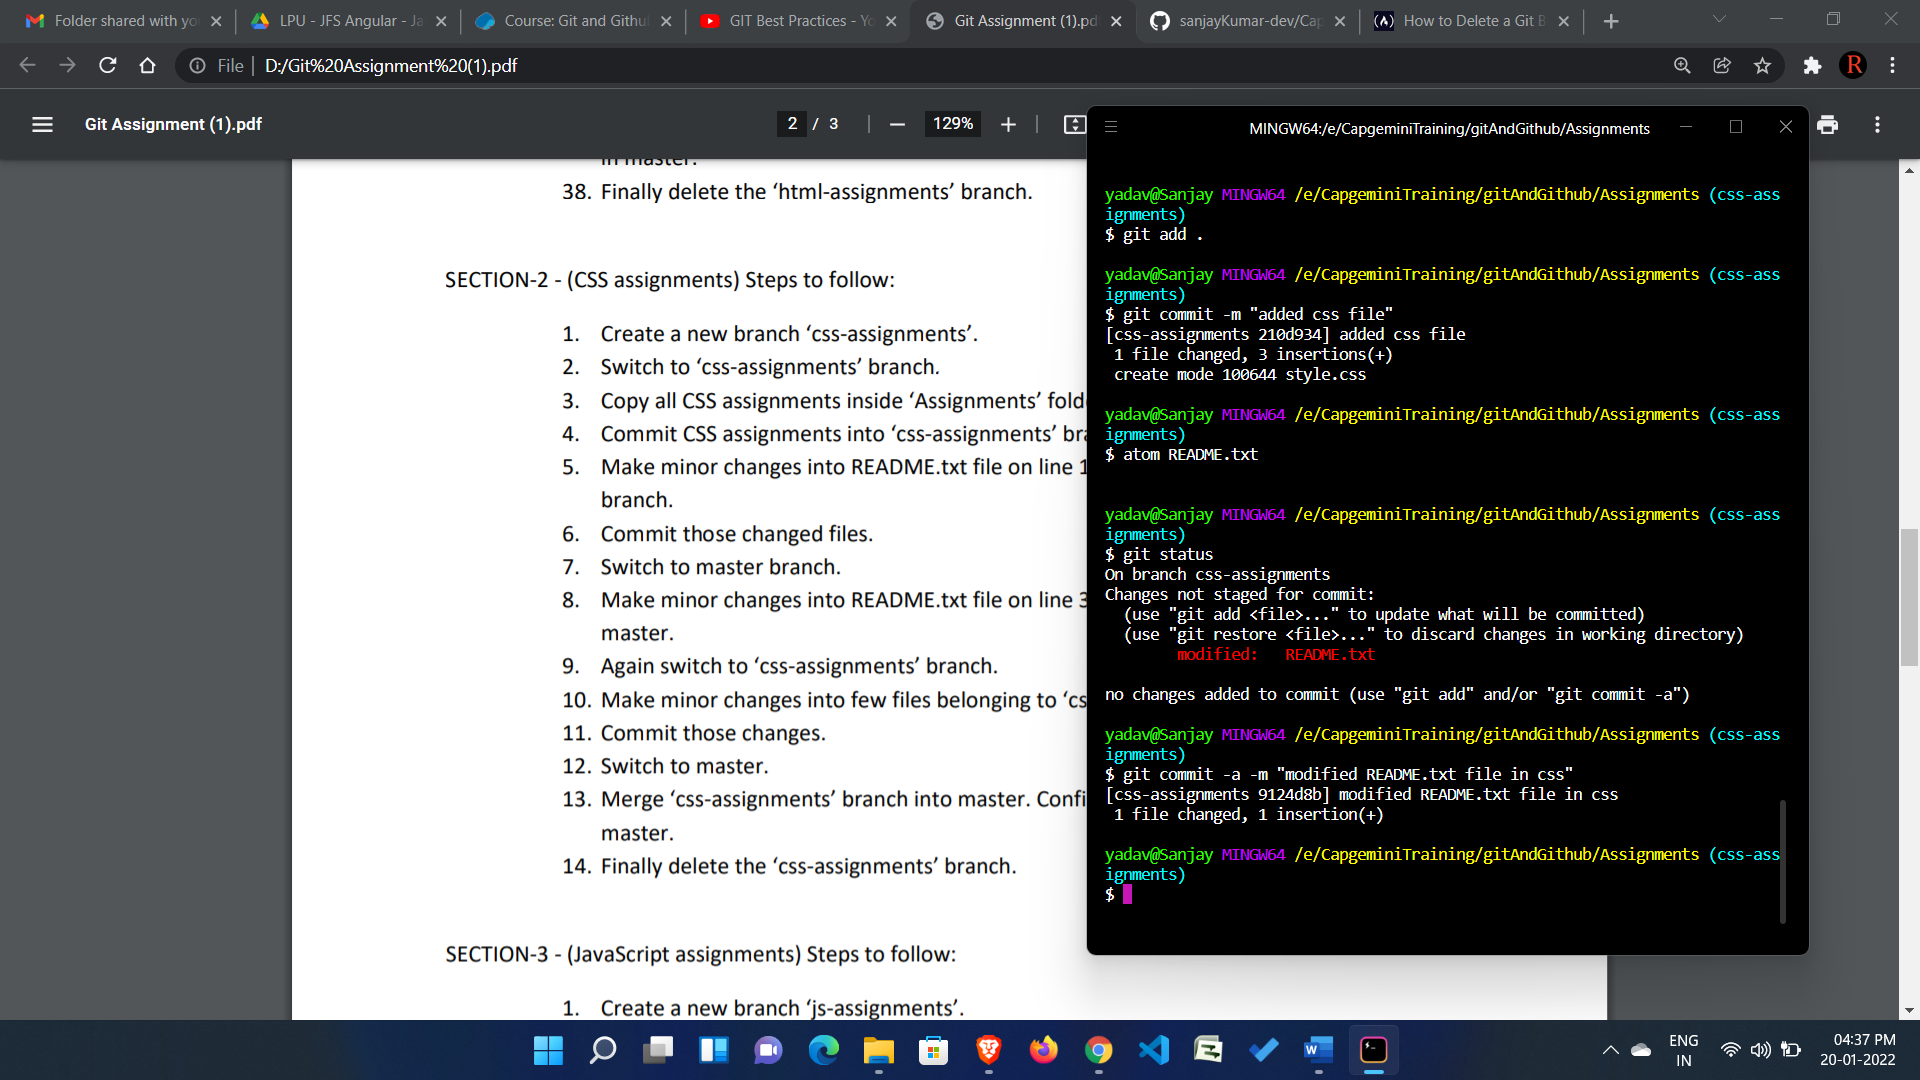 Folder shared with yo
LPU - JFS Angular - Ja
Course: Git and Githu
GIT Best Practices - Yo
Git Assignment (1).pd
sanjayKumar-dev/Cap
How to Delete a Git B
File
D:/Git%20Assignment%20(1).pdf
R
Git Assignment (1).pdf
2 / 3
129%
in master.
38. Finally delete the ‘html-assignments’ branch.
SECTION-2 - (CSS assignments) Steps to follow:
1. Create a new branch ‘css-assignments’.
2. Switch to ‘css-assignments’ branch.
3. Copy all CSS assignments inside ‘Assignments’ fold
4. Commit CSS assignments into ‘css-assignments’ bra
5. Make minor changes into README.txt file on line 1
branch.
6. Commit those changed files.
7. Switch to master branch.
8. Make minor changes into README.txt file on line 3
master.
9. Again switch to ‘css-assignments’ branch.
10. Make minor changes into few files belonging to ‘cs
11. Commit those changes.
12. Switch to master.
13. Merge ‘css-assignments’ branch into master. Confi
master.
14. Finally delete the ‘css-assignments’ branch.
SECTION-3 - (JavaScript assignments) Steps to follow:
1. Create a new branch ‘js-assignments’.
MINGW64:/e/CapgeminiTraining/gitAndGithub/Assignments
yadav@Sanjay MINGW64 /e/CapgeminiTraining/gitAndGithub/Assignments (css-ass
ignments)
$ git add .
yadav@Sanjay MINGW64 /e/CapgeminiTraining/gitAndGithub/Assignments (css-ass
ignments)
$ git commit -m "added css file"
[css-assignments 210d934] added css file
1 file changed, 3 insertions(+)
create mode 100644 style.css
yadav@Sanjay MINGW64 /e/CapgeminiTraining/gitAndGithub/Assignments (css-ass
ignments)
$ atom README.txt
yadav@Sanjay MINGW64 /e/CapgeminiTraining/gitAndGithub/Assignments (css-ass
ignments)
$ git status
On branch css-assignments
Changes not staged for commit:
(use "git add <file>..." to update what will be committed)
(use "git restore <file>..." to discard changes in working directory)
modified: README.txt
no changes added to commit (use "git add" and/or "git commit -a")
yadav@Sanjay MINGW64 /e/CapgeminiTraining/gitAndGithub/Assignments (css-ass
ignments)
$ git commit -a -m "modified README.txt file in css"
[css-assignments 9124d8b] modified README.txt file in css
1 file changed, 1 insertion(+)
yadav@Sanjay MINGW64 /e/CapgeminiTraining/gitAndGithub/Assignments (css-ass
ignments)
$
ENG
IN
04:37 PM
20-01-2022